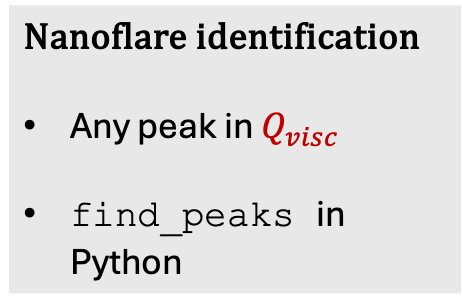 Nanoflare identification
• Any peak in Q_visc
• find_peaks in
Python